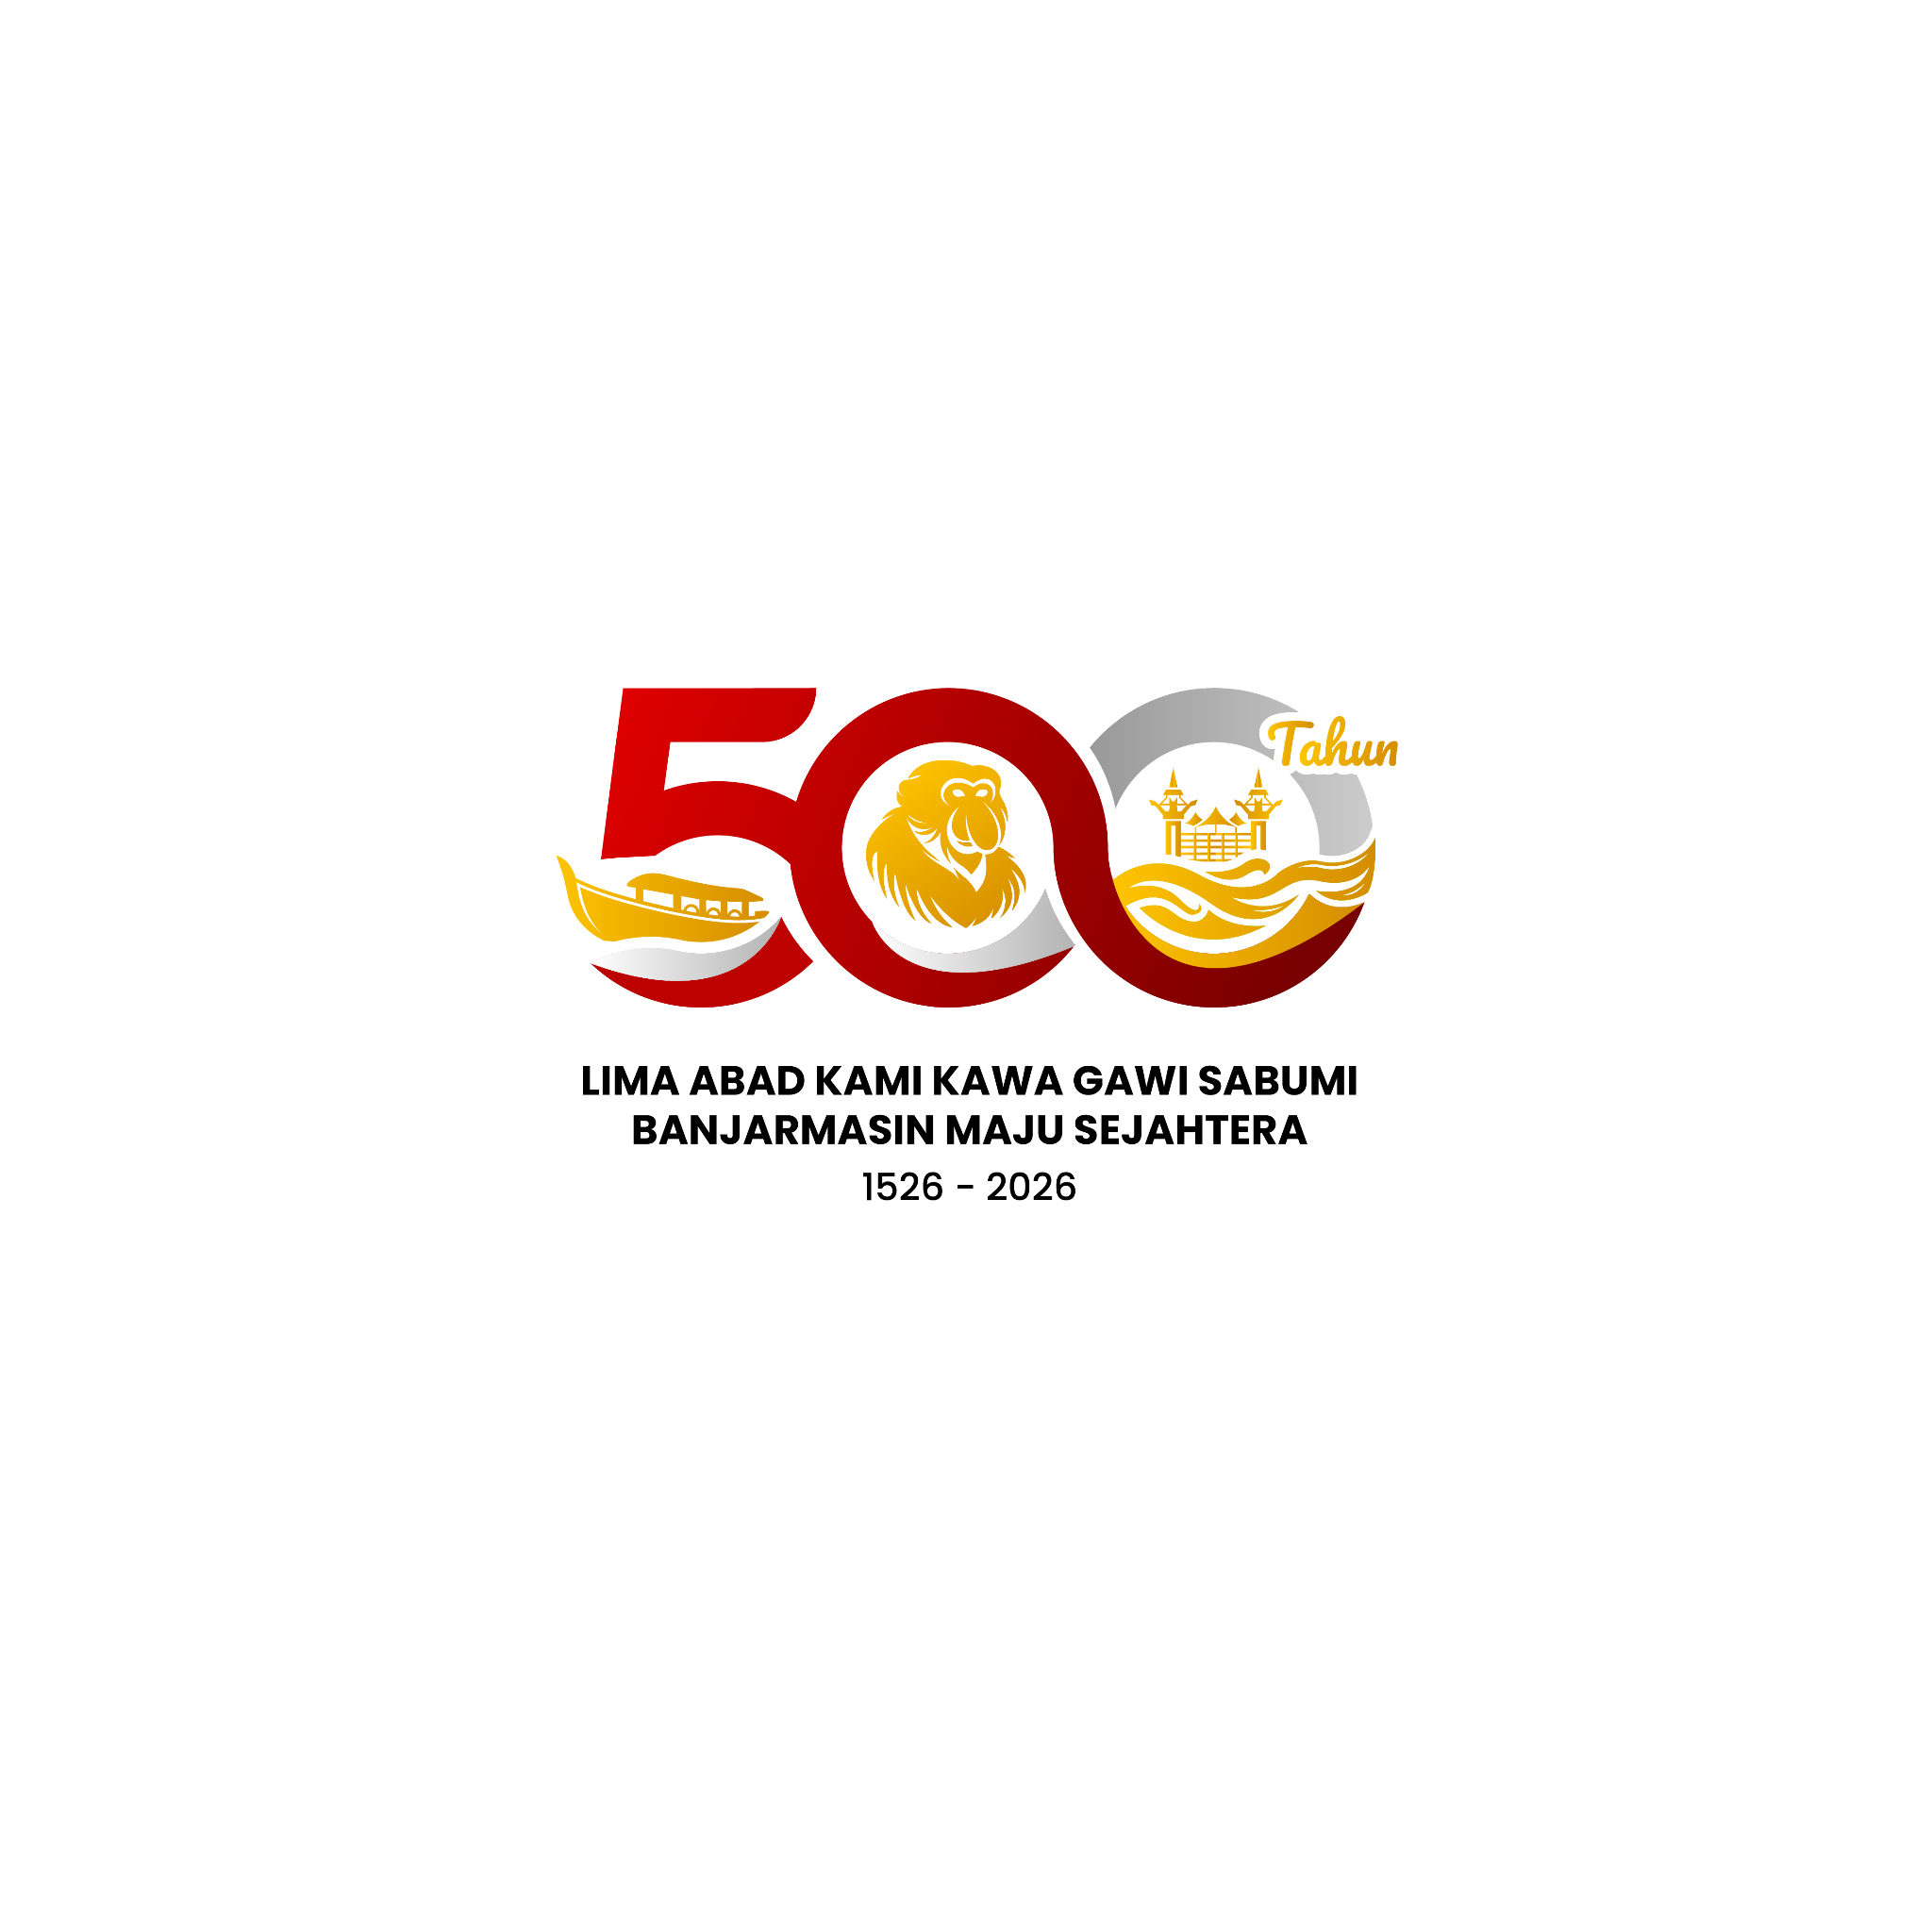 500
Tahun
LIMA ABAD KAMI KAWA GAWI SABUMI
BANJARMASIN MAJU SEJAHTERA
1526 - 2026